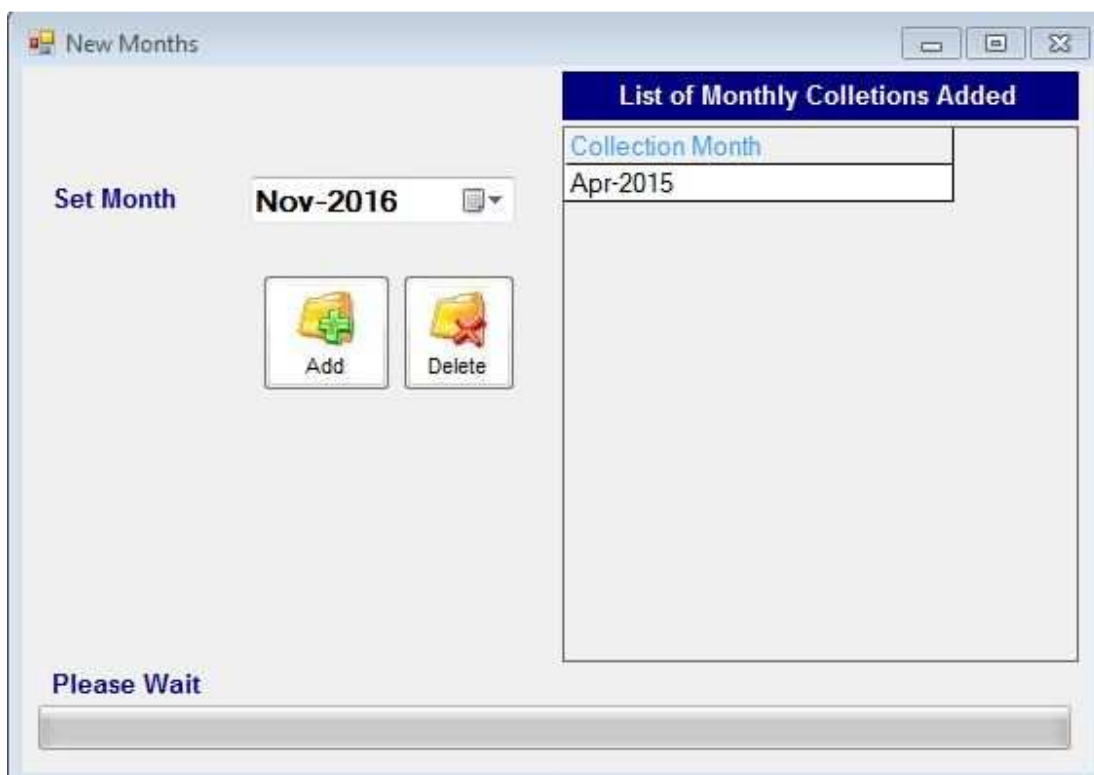 New Months
List of Monthly Colletions Added
Collection Month
Apr-2015
Set Month
Nov-2016
Add
Delete
Please Wait